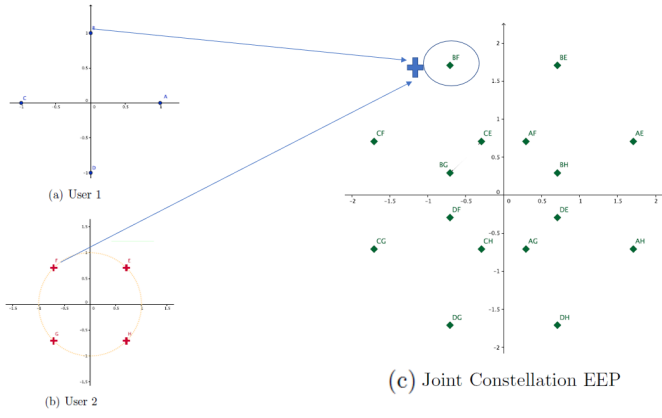 1
0.5
C
A
-1
-0.5
0
0.5
1
-0.5
-1
D
(a) User 1
1.5
1
F
E
0.5
-1.5
-1
-0.5
0
0.5
1
1.5
-0.5
G
H
-1
-1.5
(b) User 2
2
BF
BE
1.5
1
CF
CE
AF
AE
0.5
BG
BH
-2
-1.5
-1
-0.5
0
0.5
1
1.5
2
DF
DE
-0.5
CG
CH
AG
AH
-1
-1.5
DG
DH
-2
(c) Joint Constellation EEP